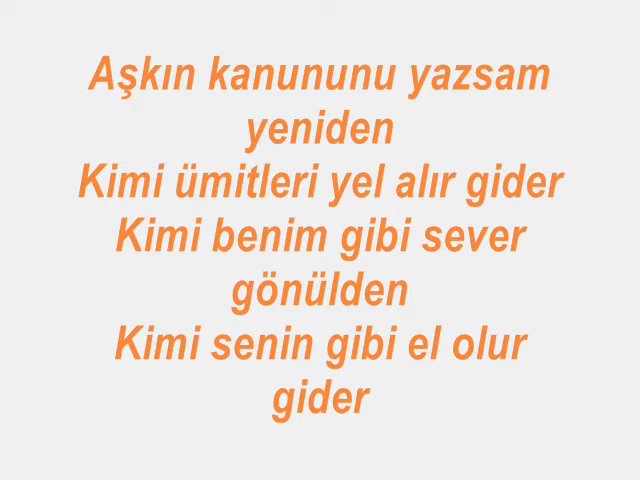 Aşkın kanununu yazsam
yeniden
Kimi ümitleri yel alır gider
Kimi benim gibi sever
gönülden
Kimi senin gibi el olur
gider